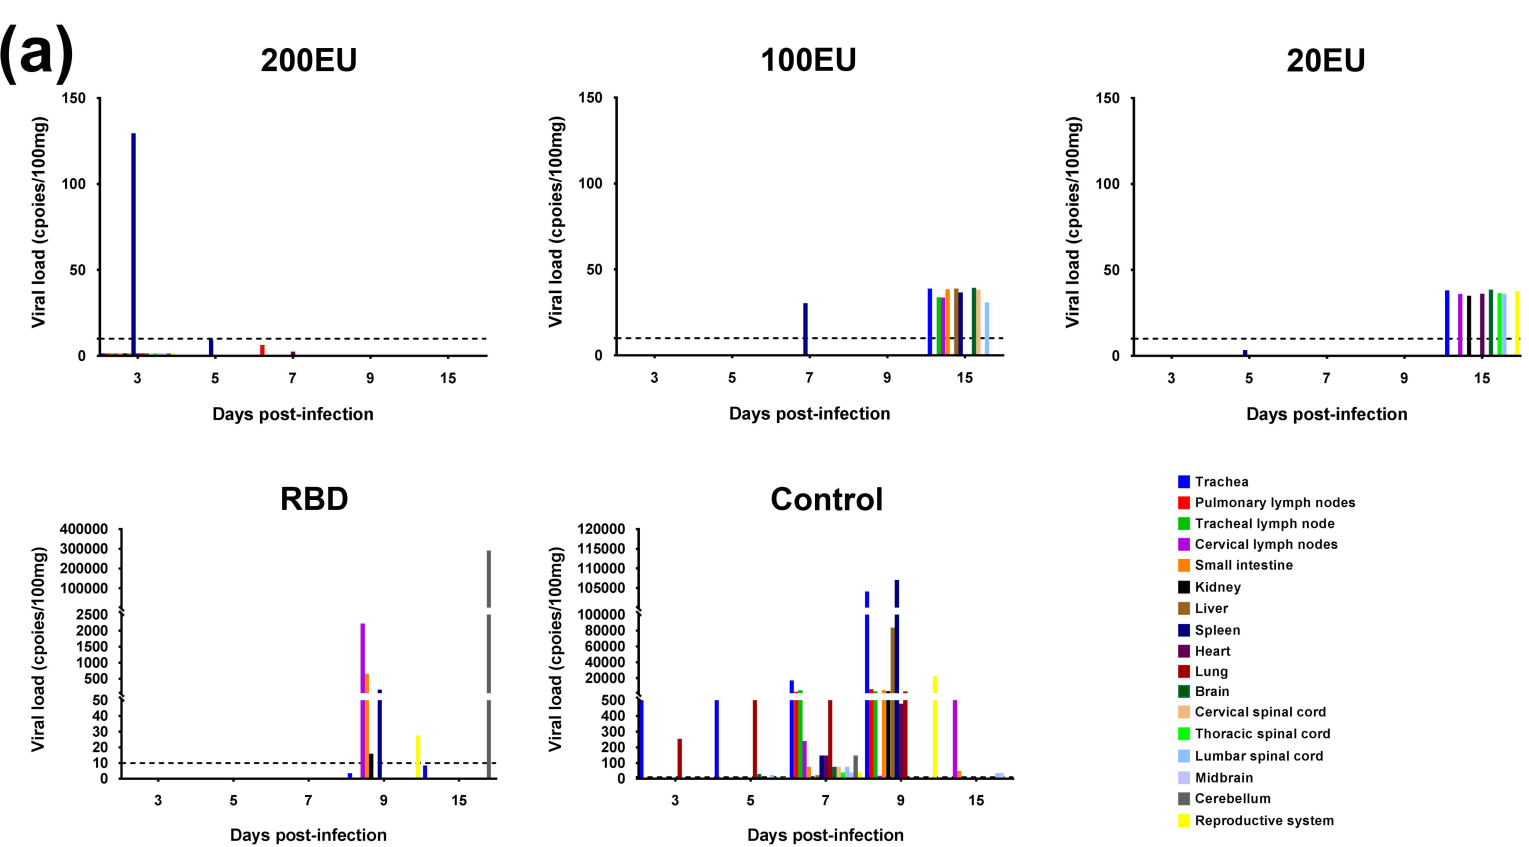 (a)
200EU
100EU
20EU
Viral load (cpoies/100mg)
150
100
50
0
3 5 7 9 15
Days post-infection
Viral load (cpoies/100mg)
150
100
50
0
3 5 7 9 15
Days post-infection
Viral load (cpoies/100mg)
150
100
50
0
3 5 7 9 15
Days post-infection
RBD
Viral load (cpoies/100mg)
400000
300000
200000
100000
2500
2000
1500
1000
500
50
40
30
20
10
0
3 5 7 9 15
Days post-infection
Control
Viral load (cpoies/100mg)
120000
115000
110000
105000
100000
80000
60000
40000
20000
500
400
300
200
100
0
3 5 7 9 15
Days post-infection
Trachea
Pulmonary lymph nodes
Tracheal lymph node
Cervical lymph nodes
Small intestine
Kidney
Liver
Spleen
Heart
Lung
Brain
Cervical spinal cord
Thoracic spinal cord
Lumbar spinal cord
Midbrain
Cerebellum
Reproductive system